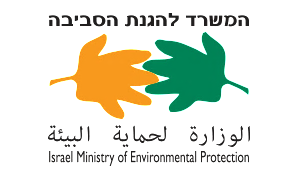 המשרד להגנת הסביבה
الوزارة لحماية البيئة
Israel Ministry of Environmental Protection